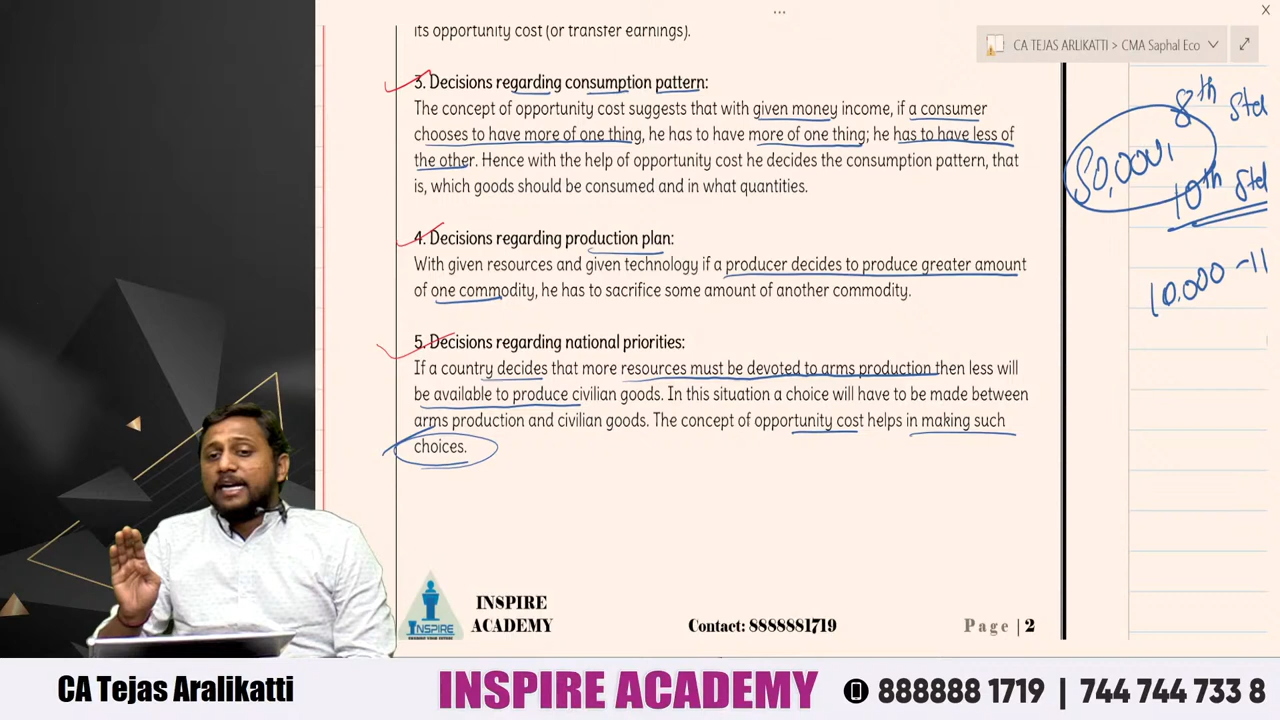 its opportunity cost (or transfer earnings).
CA TEJAS ARLIKATTI > CMA Saphal Eco
3. Decisions regarding consumption pattern:
The concept of opportunity cost suggests that with given money income, if a consumer
chooses to have more of one thing, he has to have more of one thing; he has to have less of
the other. Hence with the help of opportunity cost he decides the consumption pattern, that
is, which goods should be consumed and in what quantities.
4. Decisions regarding production plan:
With given resources and given technology if a producer decides to produce greater amount
of one commodity, he has to sacrifice some amount of another commodity.
5. Decisions regarding national priorities:
If a country decides that more resources must be devoted to arms production then less will
be available to produce civilian goods. In this situation a choice will have to be made between
arms production and civilian goods. The concept of opportunity cost helps in making such
choices.
8th Std
50,000
10th Std
10,000 -11
INSPIRE
INSPIRE
ACADEMY
Contact: 8888881719
Page | 2
CA Tejas Aralikatti
INSPIRE ACADEMY
888888 1719 | 744 744 733 8